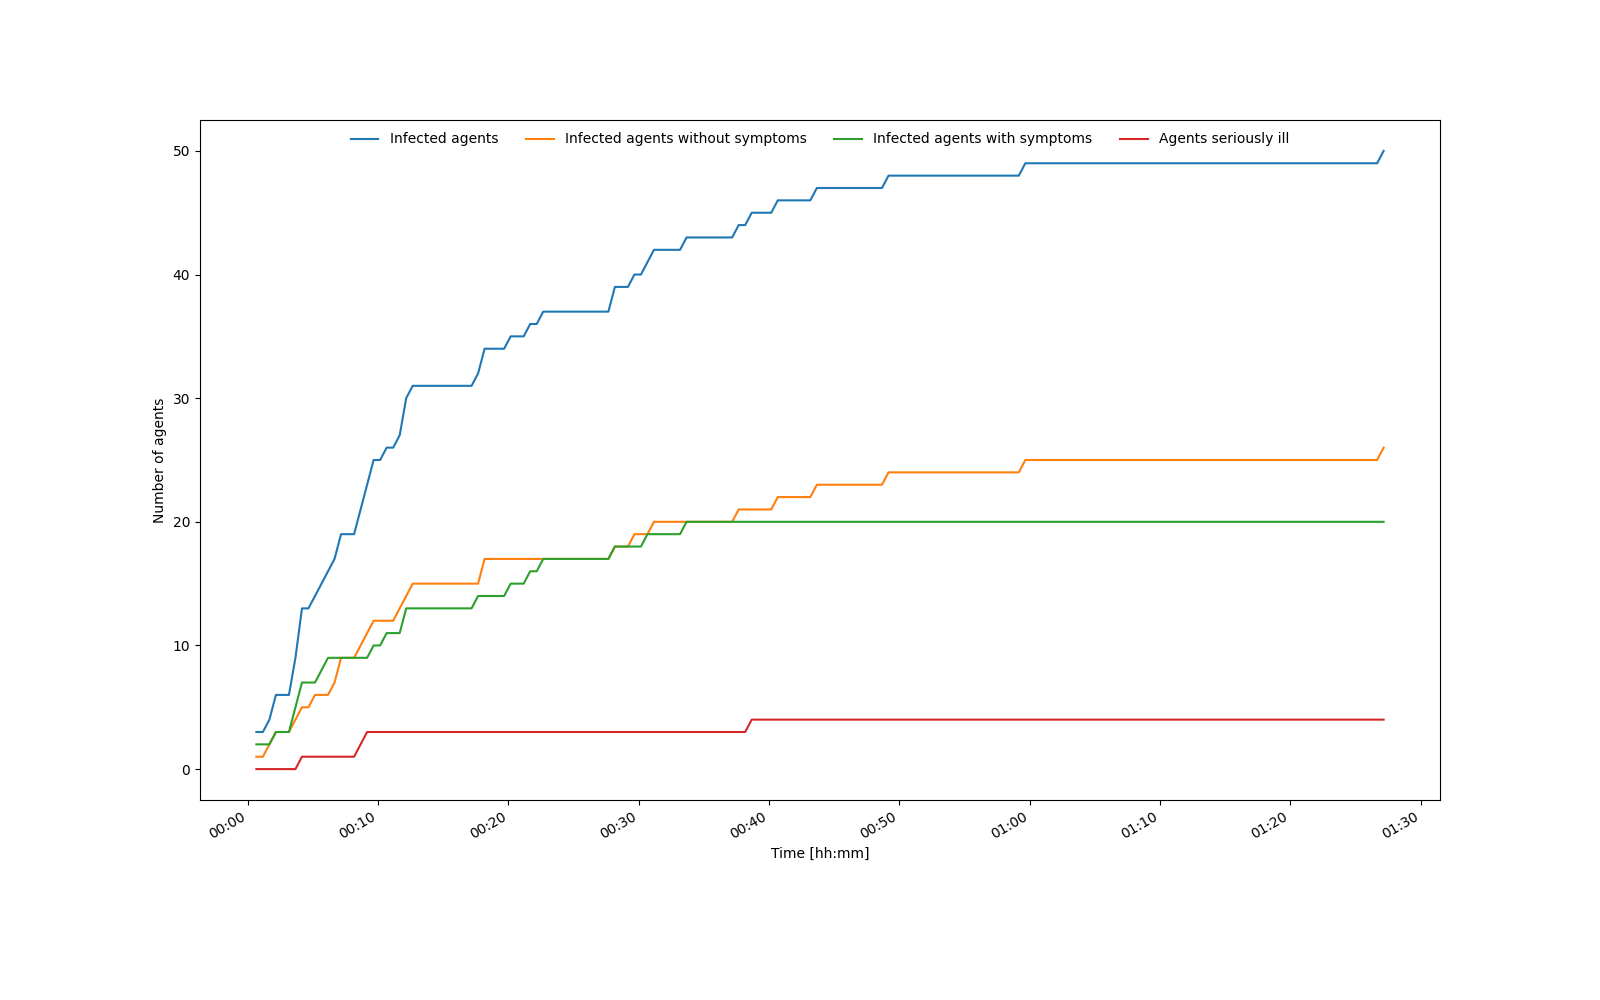 Infected agents Infected agents without symptoms Infected agents with symptoms Agents seriously ill
50
40
30
20
10
0
Number of agents
00:00 00:10 00:20 00:30 00:40 00:50 01:00 01:10 01:20 01:30
Time [hh:mm]